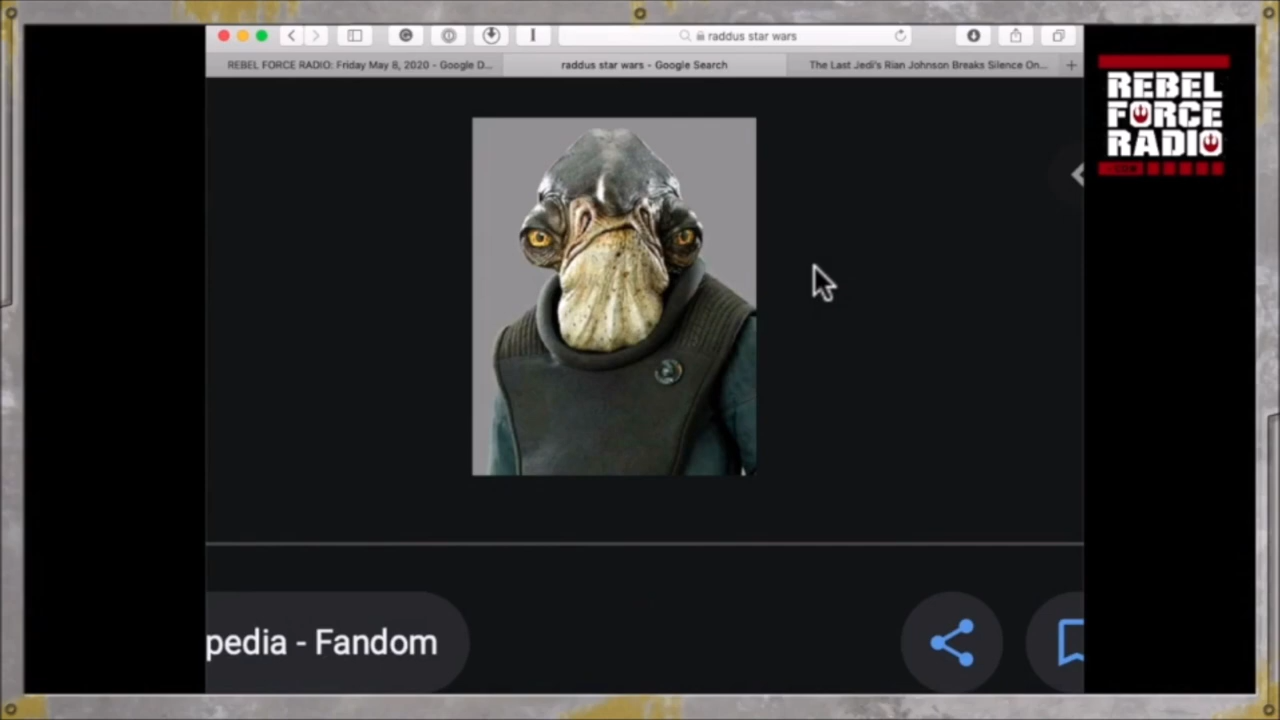 raddus star wars
REBEL FORCE RADIO: Friday May 8, 2020 - Google D...
raddus star wars - Google Search
The Last Jedi's Rian Johnson Breaks Silence On...
REBEL
FORCE
RADIO
pedia - Fandom